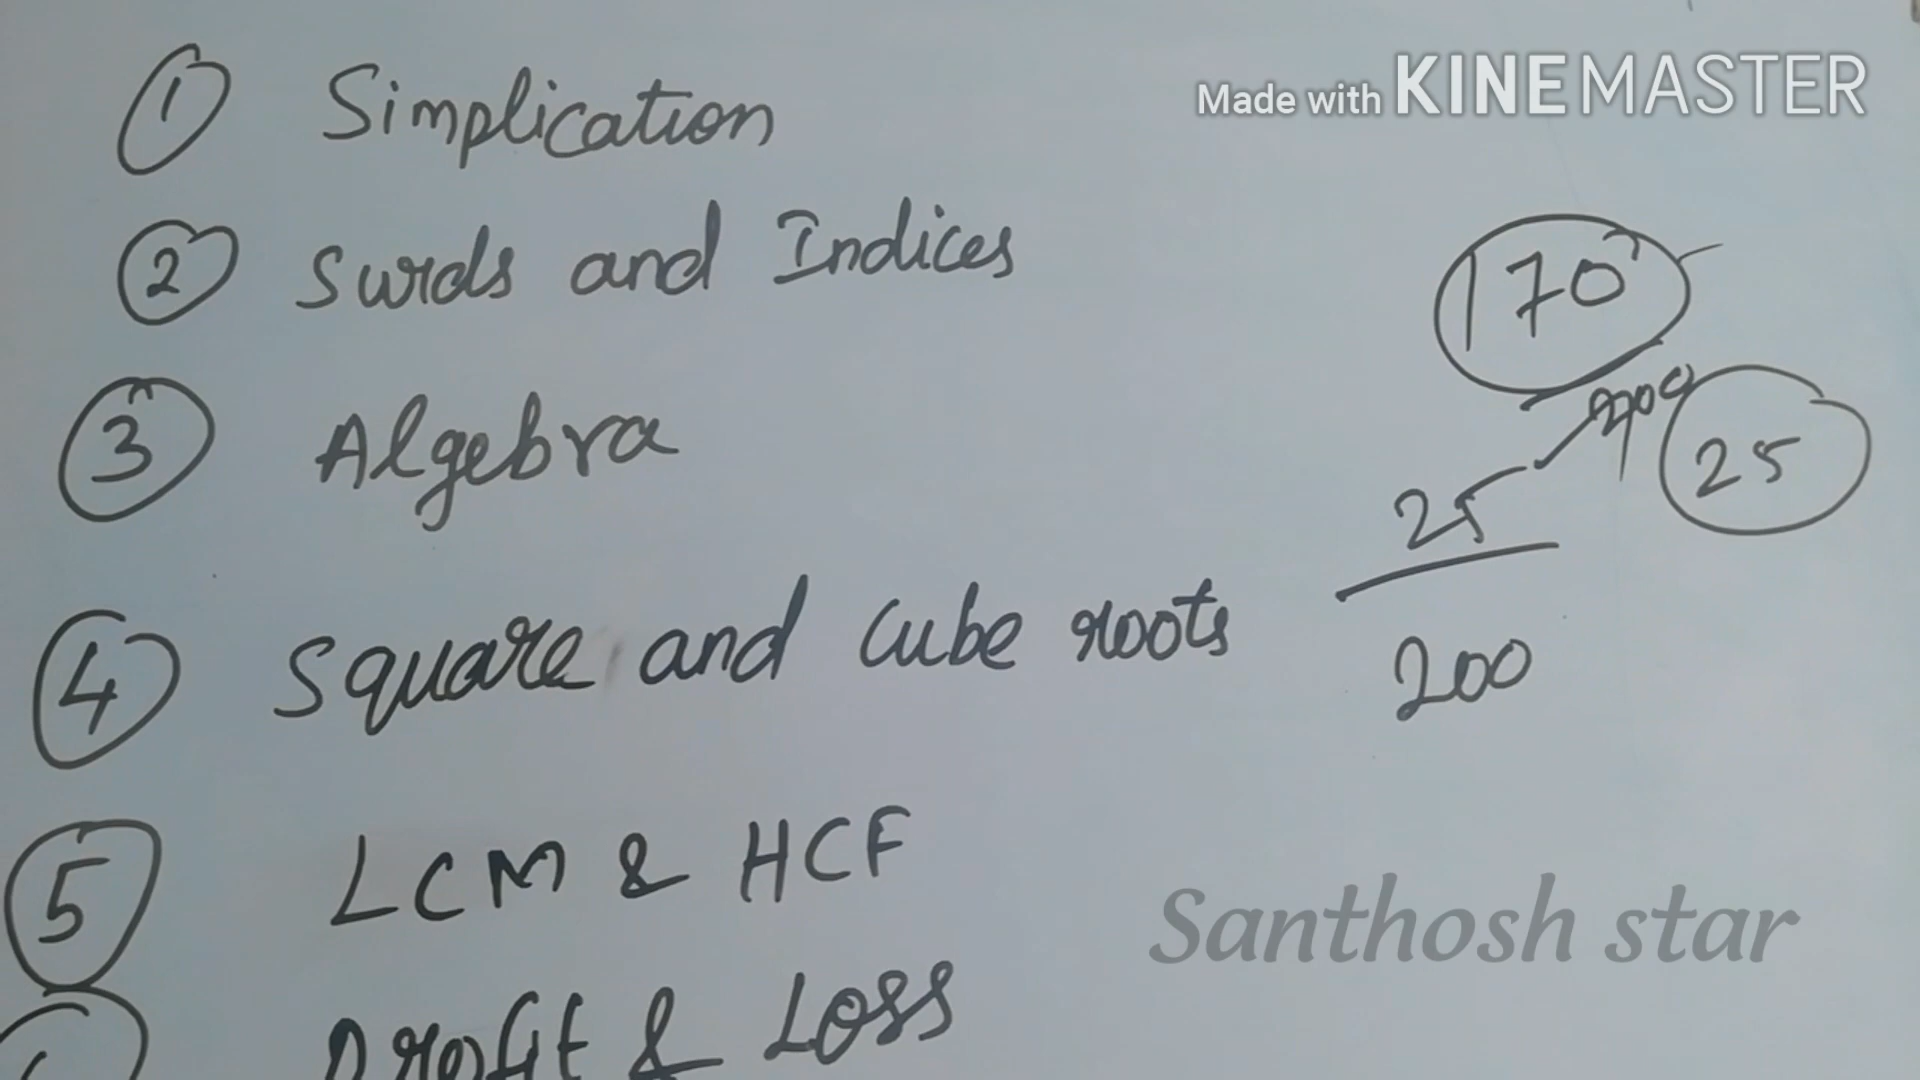 Made with KINEMASTER
① Simplication
② Surds and Indices
170
③ Algebra
25
25
④ Square and Cube roots
200
⑤ LCM & HCF
Santhosh star
Profit & Loss